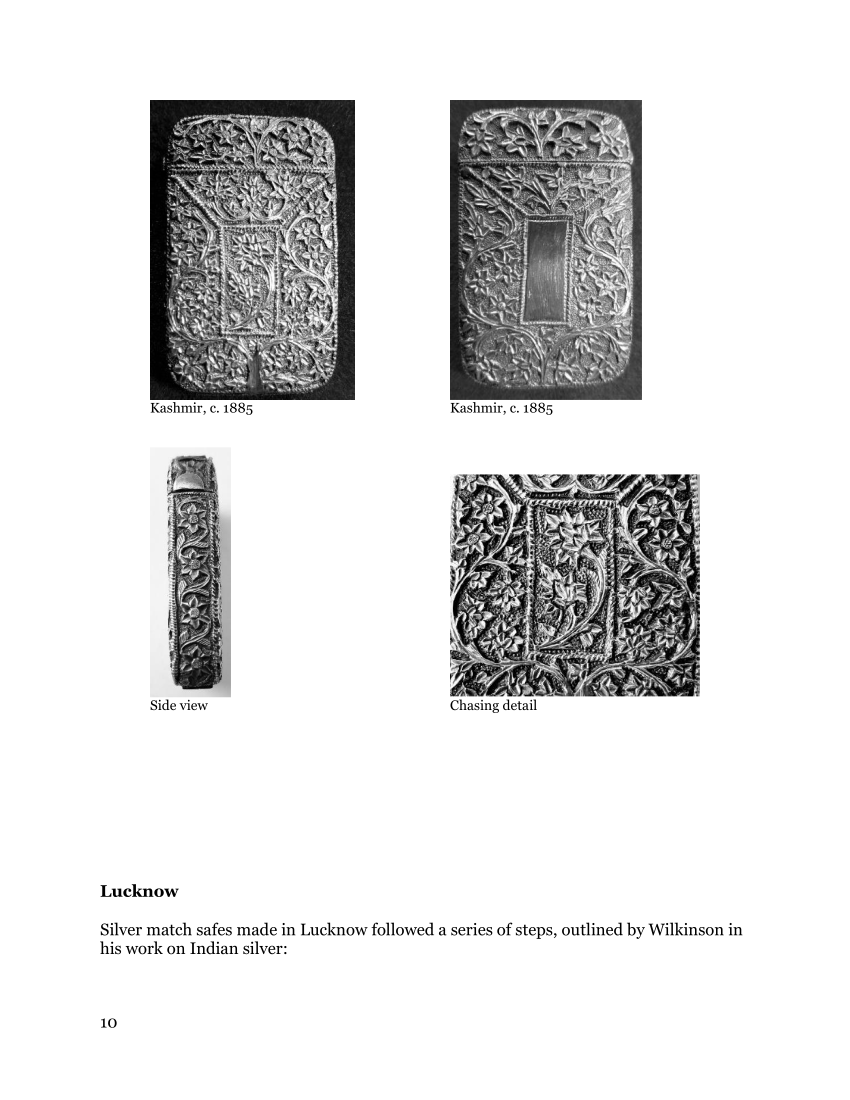 Kashmir, c. 1885
Kashmir, c. 1885
Side view
Chasing detail
Lucknow
Silver match safes made in Lucknow followed a series of steps, outlined by Wilkinson in
his work on Indian silver:
10